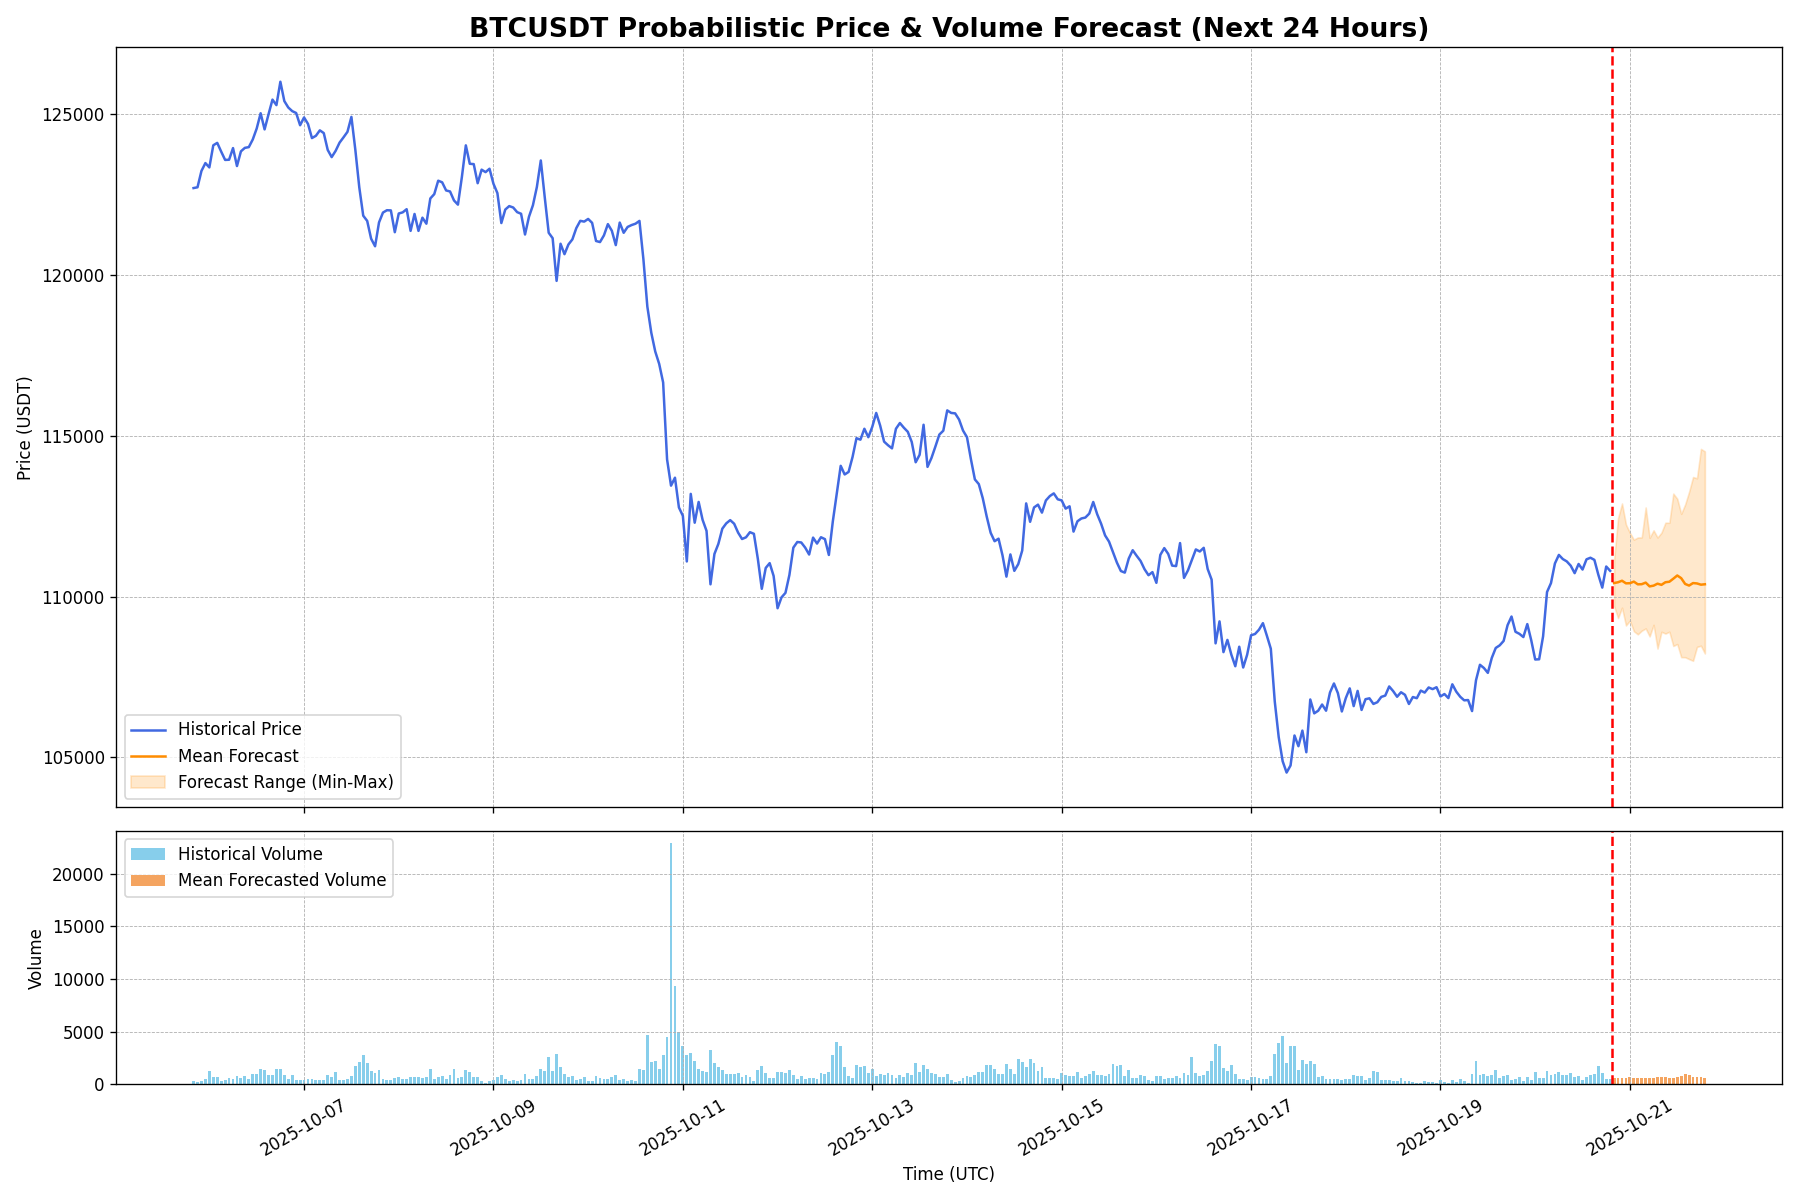 BTCUSDT Probabilistic Price & Volume Forecast (Next 24 Hours)
125000
120000
115000
110000
105000
Price (USDT)
Historical Price
Mean Forecast
Forecast Range (Min-Max)
20000
15000
10000
5000
0
Volume
Historical Volume
Mean Forecasted Volume
2025-10-07
2025-10-09
2025-10-11
2025-10-13
2025-10-15
2025-10-17
2025-10-19
2025-10-21
Time (UTC)